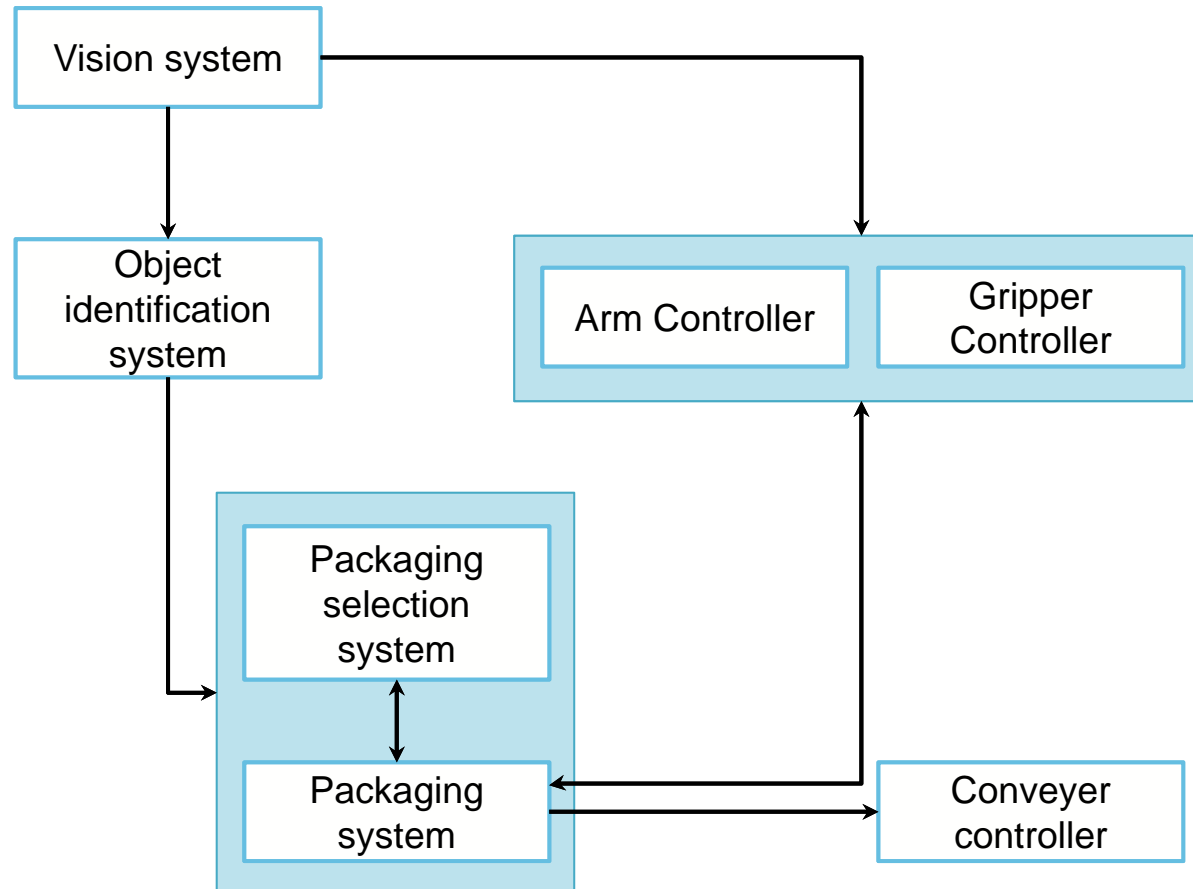 Vision system
Object
identification
system
Arm Controller
Gripper
Controller
Packaging
selection
system
Packaging
system
Conveyer
controller